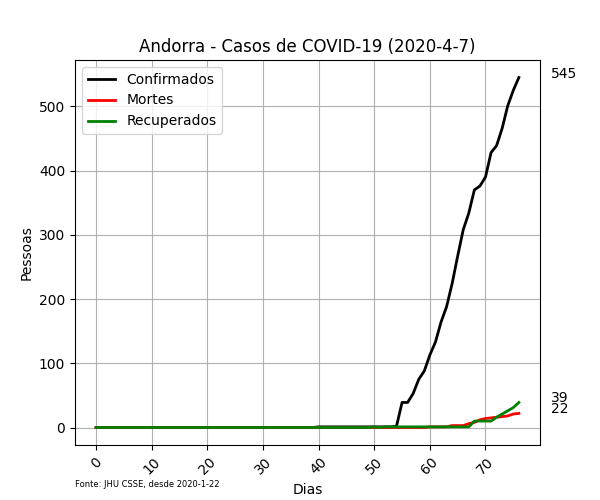 Andorra - Casos de COVID-19 (2020-4-7)
Confirmados
Mortes
Recuperados
545
39
22
Pessoas
500
400
300
200
100
0
0 10 20 30 40 50 60 70
Dias
Fonte: JHU CSSE, desde 2020-1-22